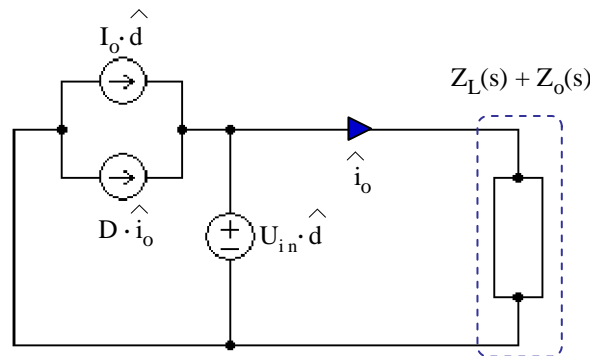 I_o · d̂
Z_L(s) + Z_o(s)
î_o
D · î_o
U_in · d̂